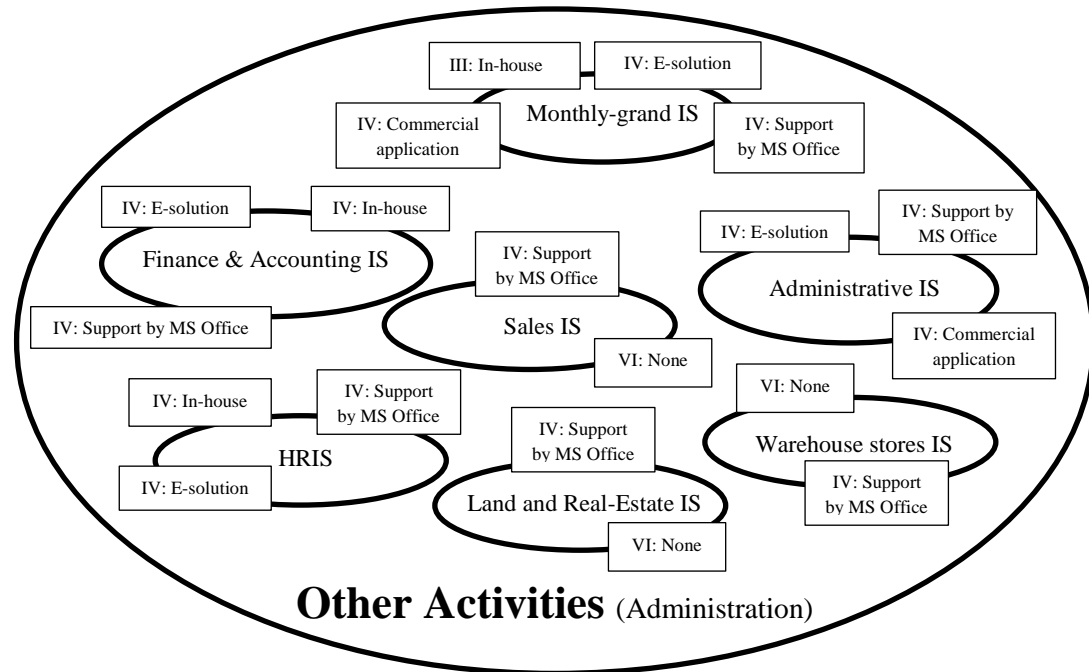 III: In-house
IV: E-solution
Monthly-grand IS
IV: Commercial
application
IV: Support
by MS Office
IV: E-solution
IV: In-house
Finance & Accounting IS
IV: Support by MS Office
IV: Support
by MS Office
Sales IS
VI: None
IV: E-solution
IV: Support by
MS Office
Administrative IS
IV: Commercial
application
IV: In-house
IV: Support
by MS Office
HRIS
IV: E-solution
IV: Support
by MS Office
Land and Real-Estate IS
VI: None
VI: None
Warehouse stores IS
IV: Support
by MS Office
Other Activities (Administration)